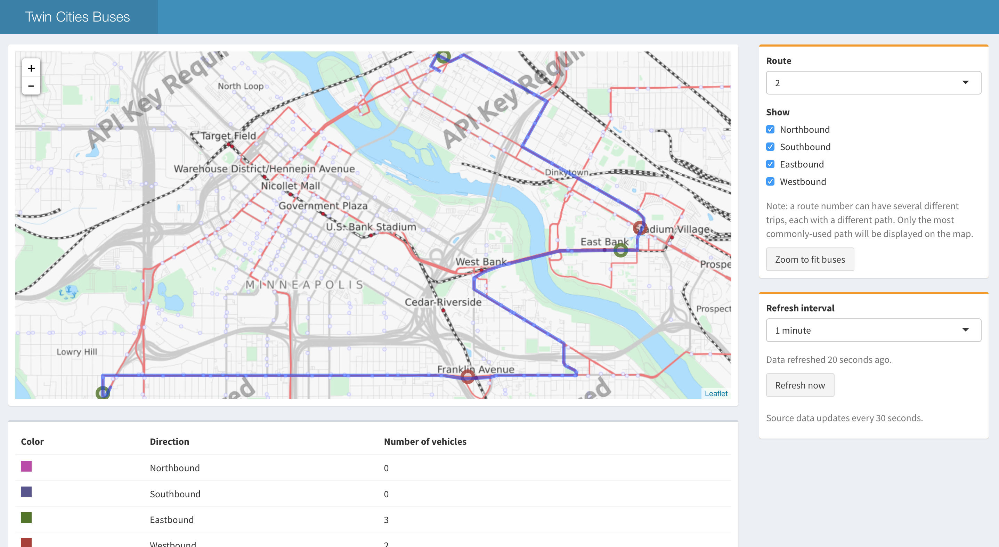 Twin Cities Buses
+
−
API Key Requi
API Key Requi
North Loop
Target Field
Warehouse District/Hennepin Avenue
Nicollet Mall
Government Plaza
U.S. Bank Stadium
Dinkytown
Stadium Village
East Bank
West Bank
Prospe
MINNEAPOLIS
Cedar-Riverside
Prospect
Lowry Hill
Franklin Avenue
ed
ed
Leaflet
Route
2
Show
Northbound
Southbound
Eastbound
Westbound
Note: a route number can have several different
trips, each with a different path. Only the most
commonly-used path will be displayed on the map.
Zoom to fit buses
Refresh interval
1 minute
Data refreshed 20 seconds ago.
Refresh now
Source data updates every 30 seconds.
Color Direction Number of vehicles
Northbound 0
Southbound 0
Eastbound 3
Westbound 2